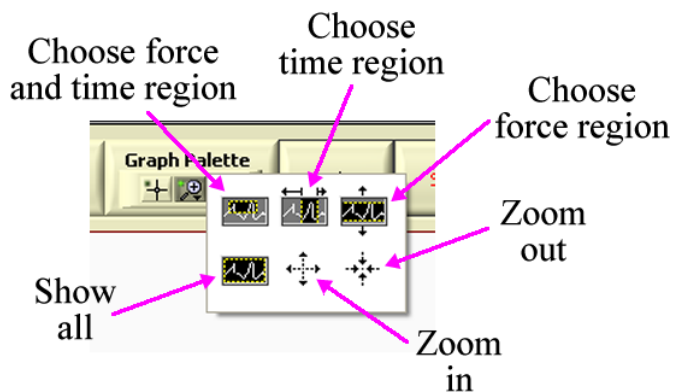 Choose force
and time region
Choose
time region
Choose
force region
Graph Palette
Zoom
out
Show
all
Zoom
in